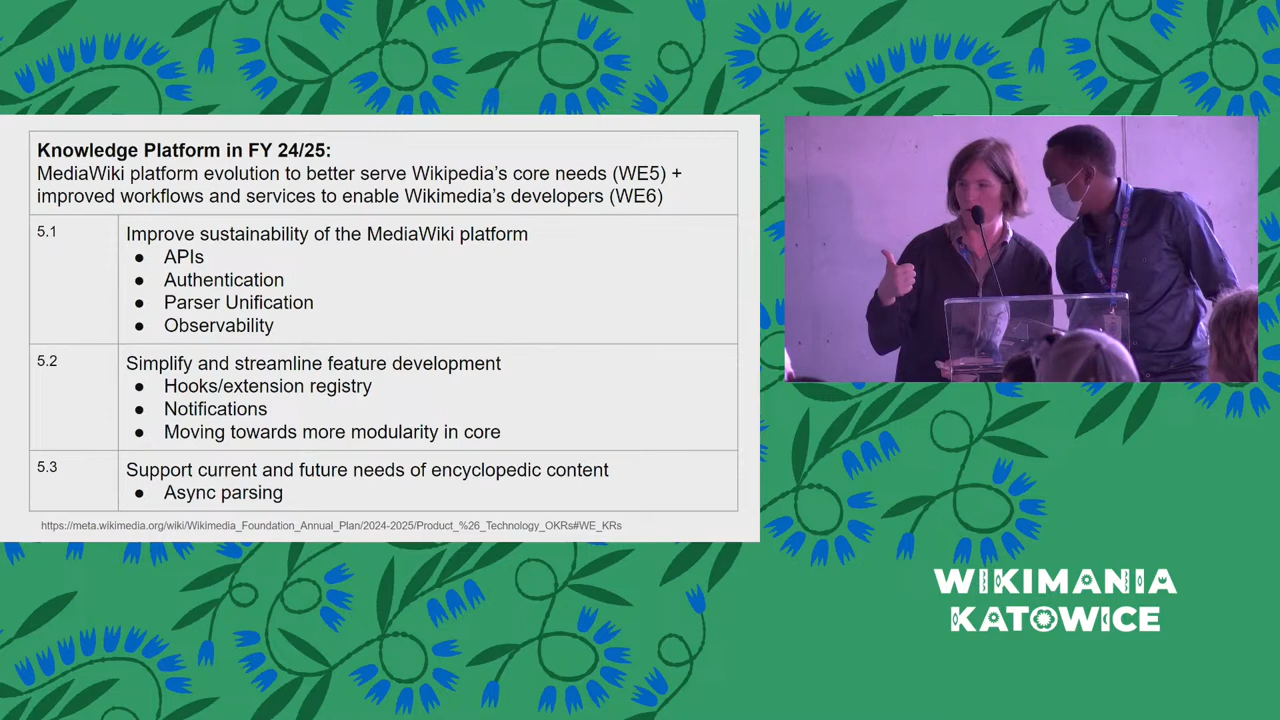 Knowledge Platform in FY 24/25:
MediaWiki platform evolution to better serve Wikipedia's core needs (WE5) +
improved workflows and services to enable Wikimedia's developers (WE6)
5.1
Improve sustainability of the MediaWiki platform
● APIs
● Authentication
● Parser Unification
● Observability
5.2
Simplify and streamline feature development
● Hooks/extension registry
● Notifications
● Moving towards more modularity in core
5.3
Support current and future needs of encyclopedic content
● Async parsing
https://meta.wikimedia.org/wiki/Wikimedia_Foundation_Annual_Plan/2024-2025/Product_%26_Technology_OKRs#WE_KRs
WIKIMANIA
KATOWICE